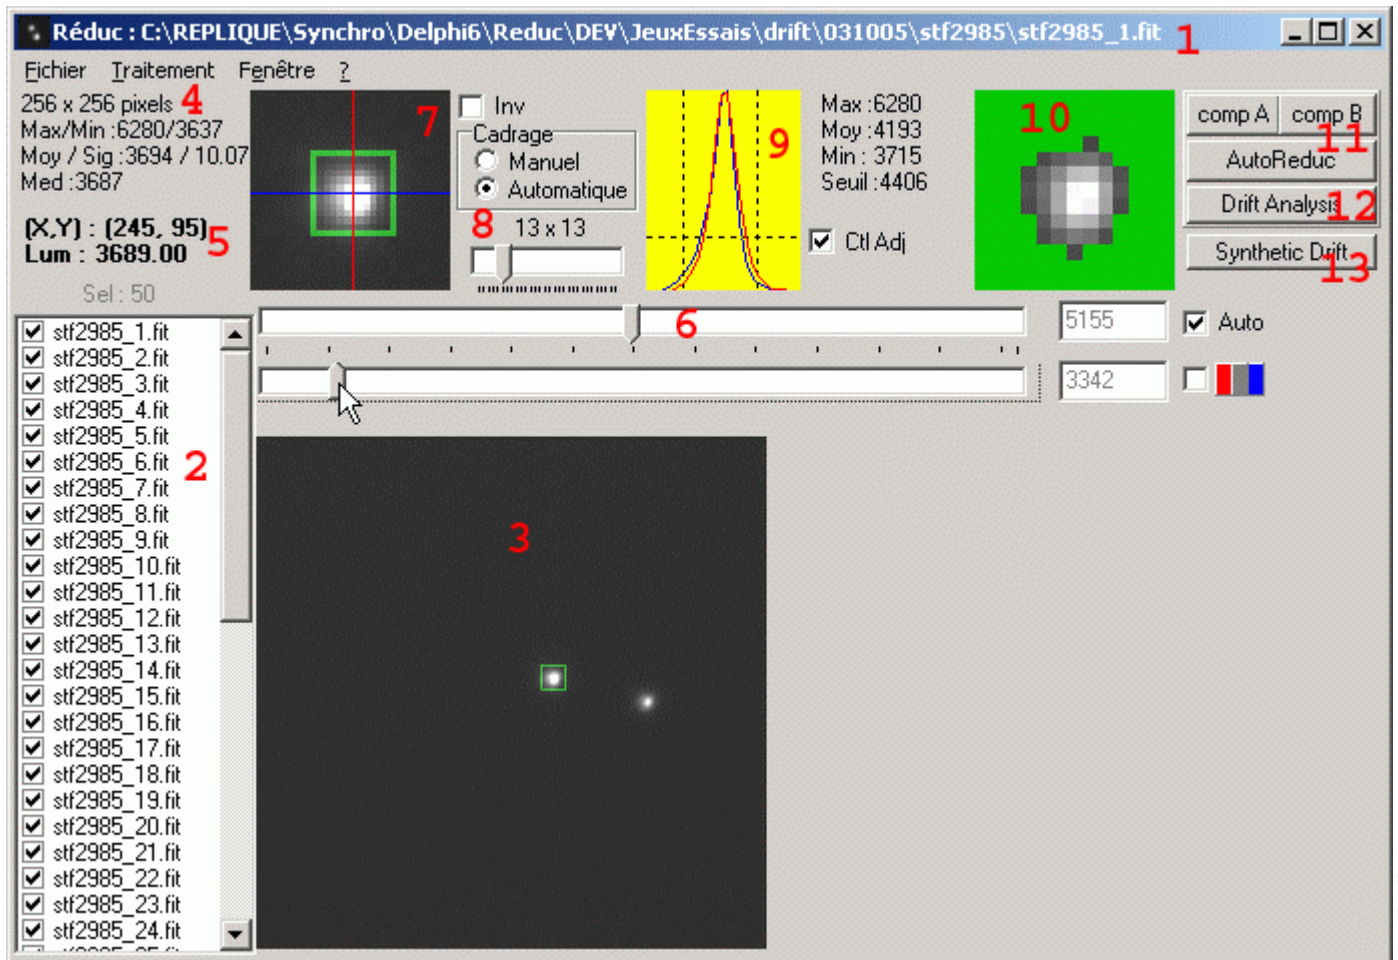 Réduc : C:\REPLIQUE\Synchro\Delphi6\Reduc\DEV\JeuxEssais\drift\031005\stf2985\stf2985_1.fit 1
Fichier Traitement Fenêtre ?
256 x 256 pixels 4
Max/Min :6280/3637
Moy / Sig :3694 / 10.07
Med :3687
(X,Y) : (245, 95) 5
Lum : 3689.00
Sel : 50
7
Inv
Cadrage
Manuel
Automatique
8 13 x 13
9
Max :6280
Moy :4193
Min : 3715
Seuil :4406
Ctl Adj
10
comp A comp B
11
AutoReduc
Drift Analysis 12
Synthetic Drift 13
6
5155 Auto
3342
stf2985_1.fit
stf2985_2.fit
stf2985_3.fit
stf2985_4.fit
stf2985_5.fit
stf2985_6.fit 2
stf2985_7.fit
stf2985_8.fit
stf2985_9.fit
stf2985_10.fit
stf2985_11.fit
stf2985_12.fit
stf2985_13.fit
stf2985_14.fit
stf2985_15.fit
stf2985_16.fit
stf2985_17.fit
stf2985_18.fit
stf2985_19.fit
stf2985_20.fit
stf2985_21.fit
stf2985_22.fit
stf2985_23.fit
stf2985_24.fit
3